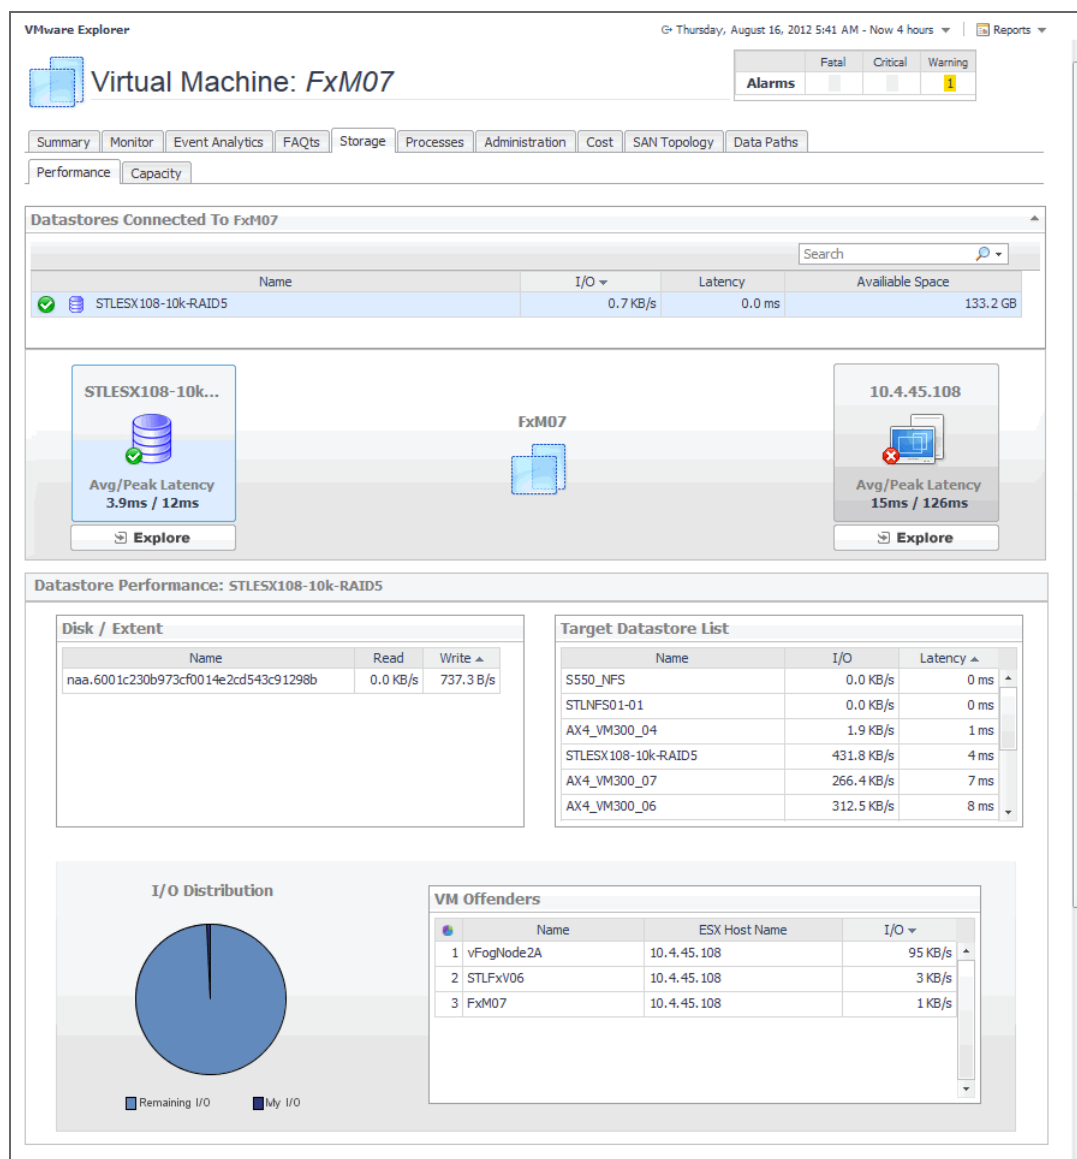 VMware Explorer
Thursday, August 16, 2012 5:41 AM - Now 4 hours
Reports
Virtual Machine: FxM07
Fatal Critical Warning
Alarms 1
Summary Monitor Event Analytics FAQts Storage Processes Administration Cost SAN Topology Data Paths
Performance Capacity
Datastores Connected To FxM07
Search
Name I/O Latency Availiable Space
STLESX108-10k-RAID5 0.7 KB/s 0.0 ms 133.2 GB
STLESX108-10k...
Avg/Peak Latency
3.9ms / 12ms
Explore
FxM07
10.4.45.108
Avg/Peak Latency
15ms / 126ms
Explore
Datastore Performance: STLESX108-10k-RAID5
Disk / Extent
Name Read Write
naa.6001c230b973cf0014e2cd543c91298b 0.0 KB/s 737.3 B/s
Target Datastore List
Name I/O Latency
S550_NFS 0.0 KB/s 0 ms
STLNFS01-01 0.0 KB/s 0 ms
AX4_VM300_04 1.9 KB/s 1 ms
STLESX108-10k-RAID5 431.8 KB/s 4 ms
AX4_VM300_07 266.4 KB/s 7 ms
AX4_VM300_06 312.5 KB/s 8 ms
I/O Distribution
Remaining I/O My I/O
VM Offenders
Name ESX Host Name I/O
1 vFogNode2A 10.4.45.108 95 KB/s
2 STLFxV06 10.4.45.108 3 KB/s
3 FxM07 10.4.45.108 1 KB/s